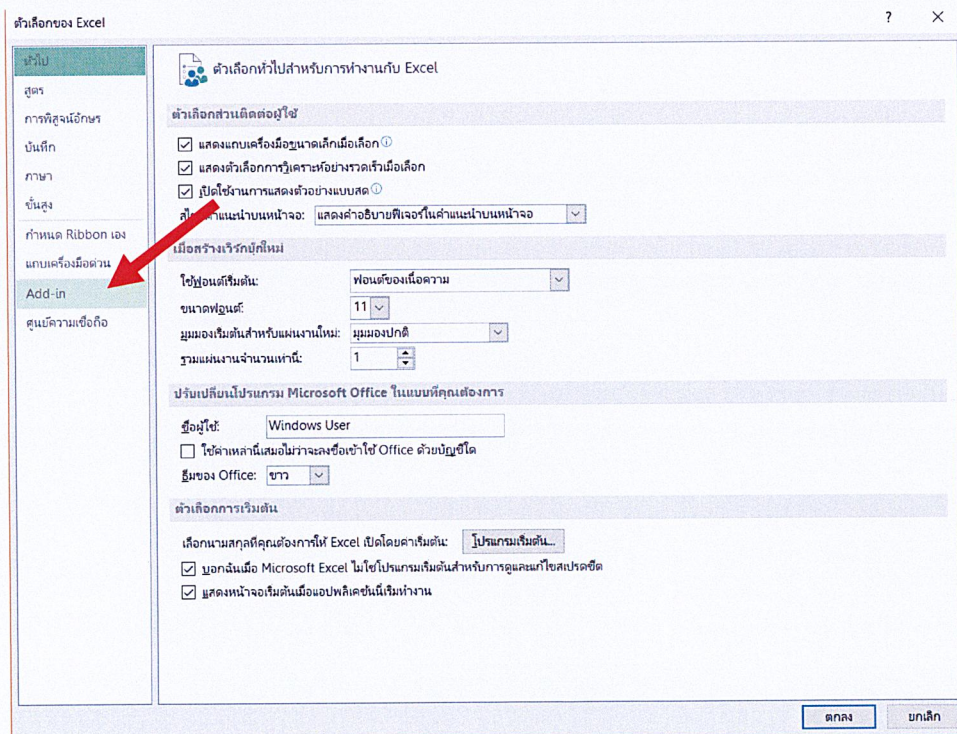 ตัวเลือกของ Excel
? ×
ทั่วไป
สูตร
การพิสูจน์อักษร
บันทึก
ภาษา
ขั้นสูง
กำหนด Ribbon เอง
แถบเครื่องมือด่วน
Add-in
ศูนย์ความเชื่อถือ
ตัวเลือกทั่วไปสำหรับการทำงานกับ Excel
ตัวเลือกส่วนติดต่อผู้ใช้
แสดงแถบเครื่องมือขนาดเล็กเมื่อเลือก
แสดงตัวเลือกการวิเคราะห์อย่างรวดเร็วเมื่อเลือก
เปิดใช้งานการแสดงตัวอย่างแบบสด
คำแนะนำบนหน้าจอ: แสดงคำอธิบายฟีเจอร์ในคำแนะนำบนหน้าจอ
เมื่อสร้างเวิร์กบุ๊กใหม่
ใช้ฟอนต์เริ่มต้น: ฟอนต์ของเนื้อความ
ขนาดฟอนต์: 11
มุมมองเริ่มต้นสำหรับแผ่นงานใหม่: มุมมองปกติ
รวมแผ่นงานจำนวนเท่านี้: 1
ปรับเปลี่ยนโปรแกรม Microsoft Office ในแบบที่คุณต้องการ
ชื่อผู้ใช้: Windows User
ใช้ค่าเหล่านี้เสมอไม่ว่าจะลงชื่อเข้าใช้ Office ด้วยบัญชีใด
ธีมของ Office: ขาว
ตัวเลือกการเริ่มต้น
เลือกนามสกุลที่คุณต้องการให้ Excel เปิดโดยค่าเริ่มต้น: โปรแกรมเริ่มต้น...
บอกฉันเมื่อ Microsoft Excel ไม่ใช่โปรแกรมเริ่มต้นสำหรับการดูและแก้ไขสเปรดชีต
แสดงหน้าจอเริ่มต้นเมื่อแอปพลิเคชันนี้เริ่มทำงาน
ตกลง ยกเลิก